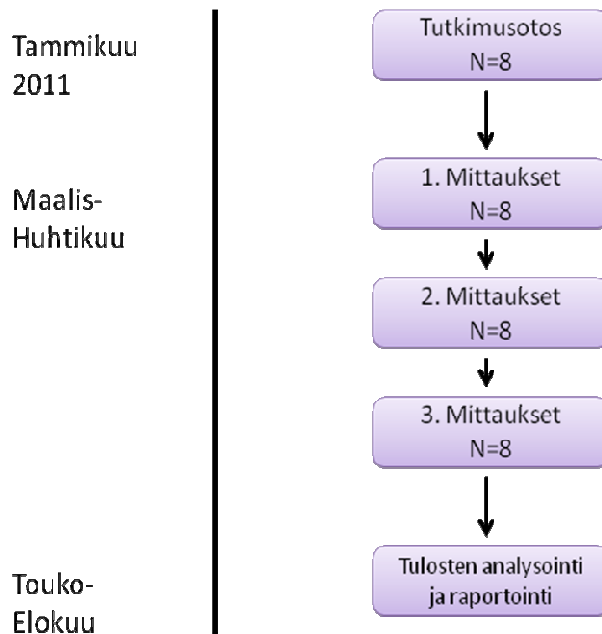 Tammikuu
2011
Tutkimusotos
N=8
Maalis-
Huhtikuu
1. Mittaukset
N=8
2. Mittaukset
N=8
3. Mittaukset
N=8
Touko-
Elokuu
Tulosten analysointi
ja raportointi